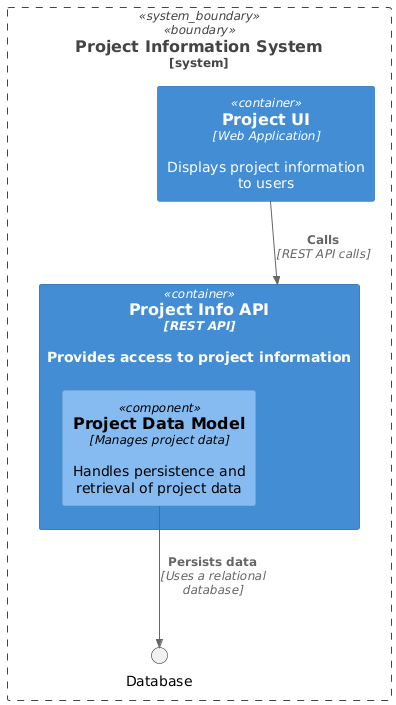 «system_boundary»
«boundary»
Project Information System
[system]
«container»
Project UI
[Web Application]
Displays project information
to users
Calls
[REST API calls]
«container»
Project Info API
[REST API]
Provides access to project information
«component»
Project Data Model
[Manages project data]
Handles persistence and
retrieval of project data
Persists data
[Uses a relational
database]
Database